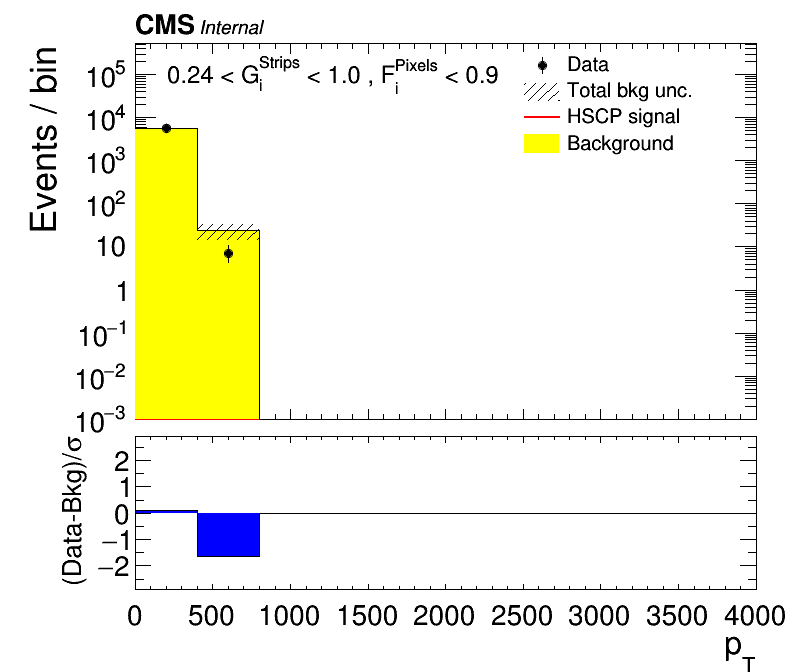 CMS Internal
0.24 < G_i^Strips < 1.0 , F_i^Pixels < 0.9
Data
Total bkg unc.
HSCP signal
Background
Events / bin
10^5
10^4
10^3
10^2
10
1
10^−1
10^−2
10^−3
(Data-Bkg)/σ
2
1
0
−1
−2
0 500 1000 1500 2000 2500 3000 3500 4000
p_T